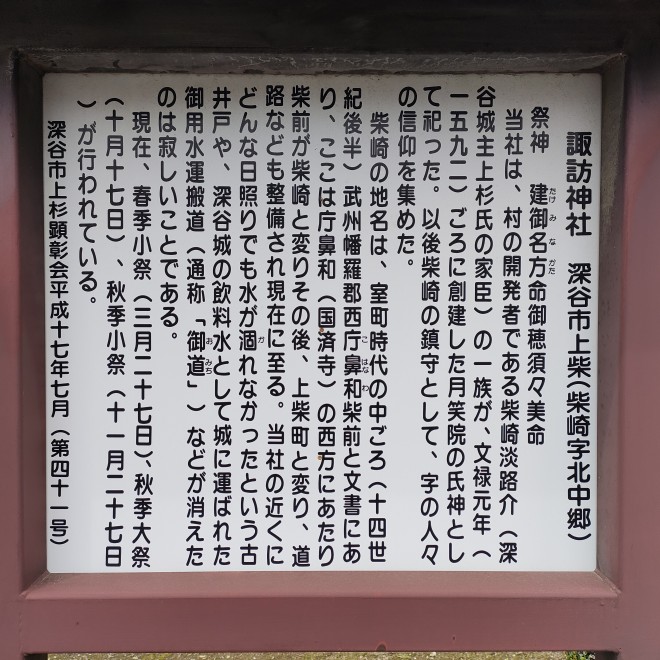 諏訪神社　深谷市上柴(柴崎字北中郷)
祭神　建御名方命御穂須々美命
たけ　み　な　かた
当社は、村の開発者である柴崎淡路介（深
谷城主上杉氏の家臣）の一族が、文禄元年（
一五九二）ごろに創建した月笑院の氏神とし
て祀った。以後柴崎の鎮守として、字の人々
の信仰を集めた。
柴崎の地名は、室町時代の中ごろ（十四世
紀後半）武州幡羅郡西庁鼻和柴前と文書にあ
こ　はな　わ
り、ここは庁鼻和（国済寺）の西方にあたり
柴前が柴崎と変りその後、上柴町と変り、道
路なども整備され現在に至る。当社の近くに
どんな日照りでも水が涸れなかったという古
ガ
井戸や、深谷城の飲料水として城に運ばれた
御用水運搬道（通称「御道」）などが消えた
お　みち
のは寂しいことである。
現在、春季小祭（三月二十七日）、秋季大祭
（十月十七日）、秋季小祭（十一月二十七日
）が行われている。
深谷市上杉顕彰会平成十七年七月（第四十一号）